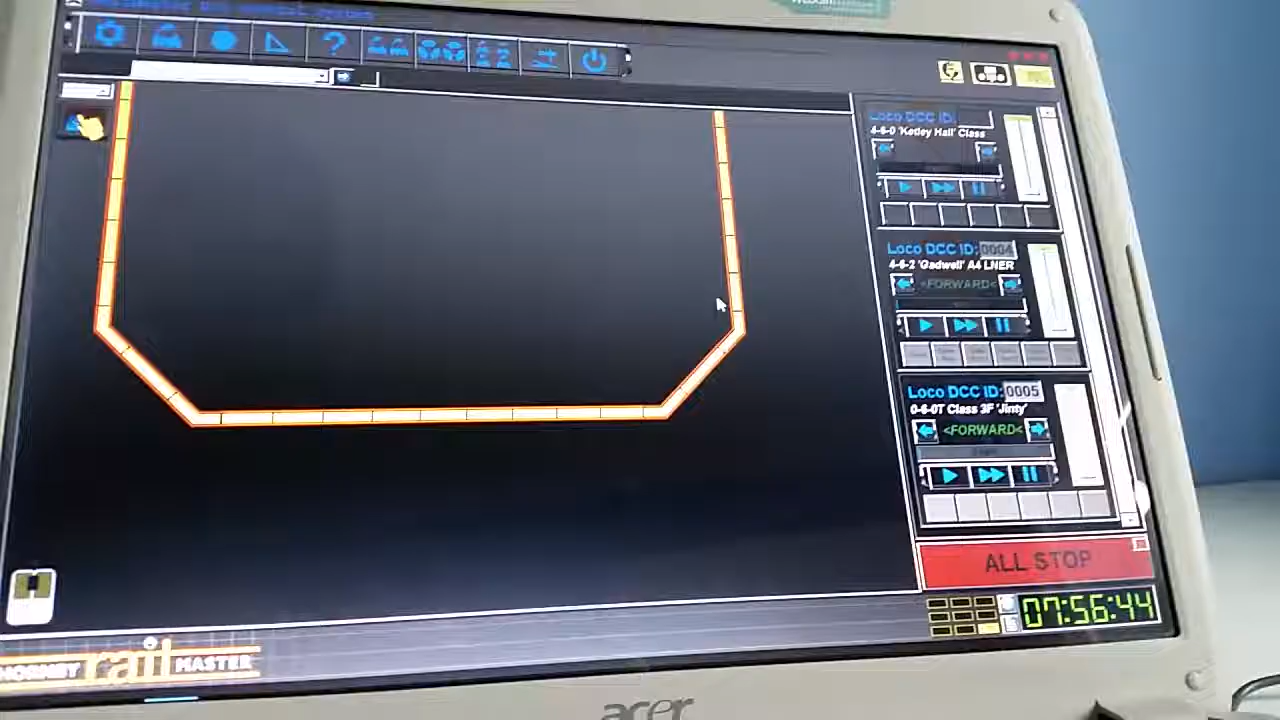 Loco DCC ID:
4-6-0 'Ketley Hall' Class
Loco DCC ID: 0004
4-6-2 'Gadwell' A4 LNER
<FORWARD<
Loco DCC ID: 0005
0-6-0T Class 3F 'Jinty'
<FORWARD<
ALL STOP
07:56:44
HORNBY rail MASTER
acer